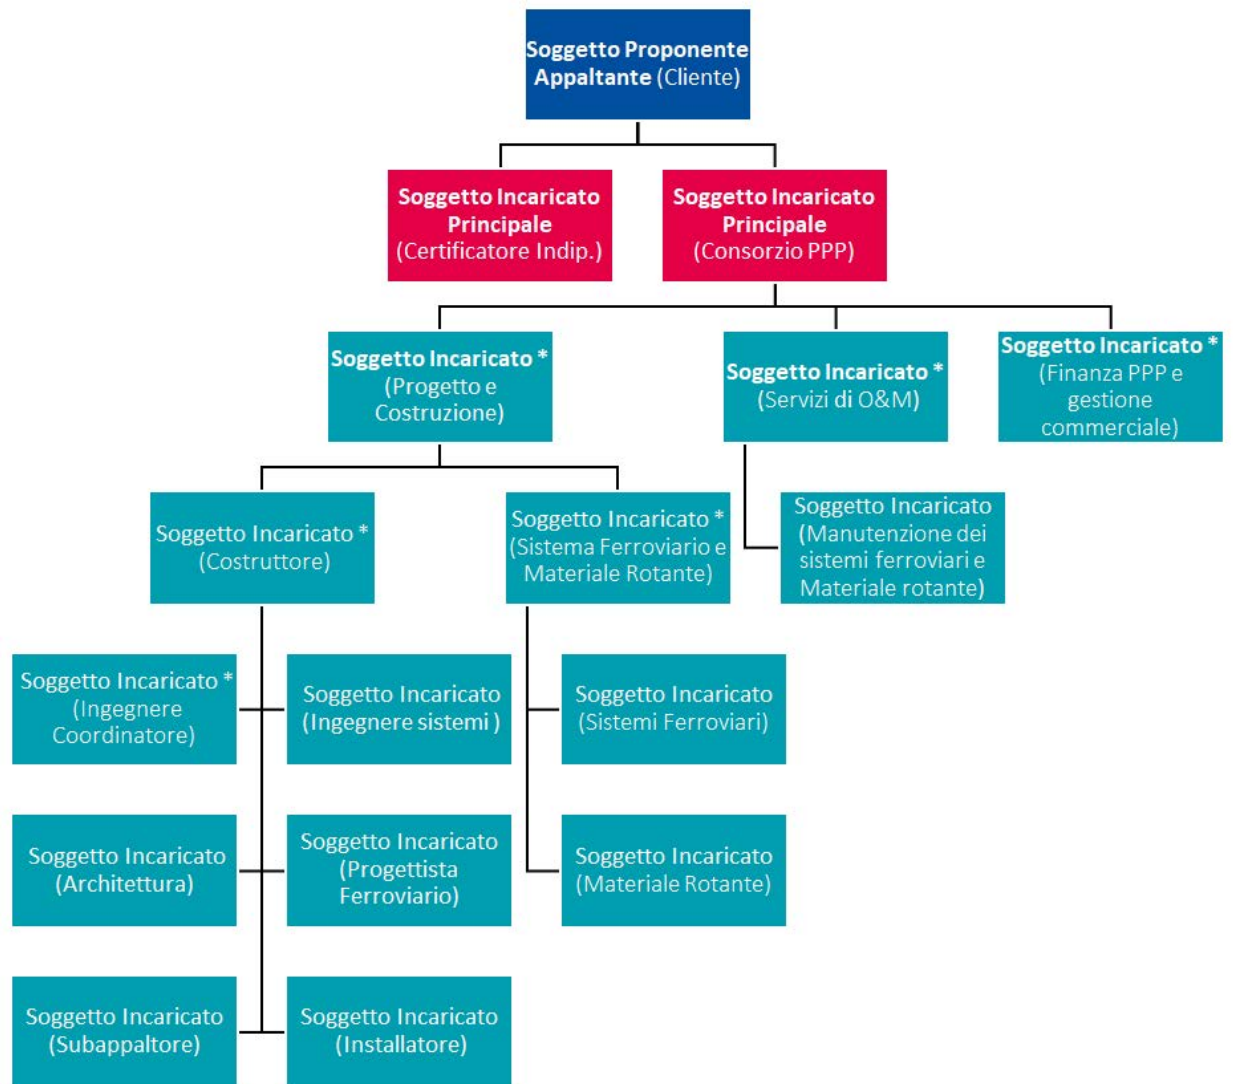 Soggetto Proponente
Appaltante (Cliente)
Soggetto Incaricato
Principale
(Certificatore Indip.)
Soggetto Incaricato
Principale
(Consorzio PPP)
Soggetto Incaricato *
(Progetto e
Costruzione)
Soggetto Incaricato *
(Servizi di O&M)
Soggetto Incaricato *
(Finanza PPP e
gestione
commerciale)
Soggetto Incaricato *
(Costruttore)
Soggetto Incaricato *
(Sistema Ferroviario e
Materiale Rotante)
Soggetto Incaricato
(Manutenzione dei
sistemi ferroviari e
Materiale rotante)
Soggetto Incaricato *
(Ingegnere
Coordinatore)
Soggetto Incaricato
(Ingegnere sistemi )
Soggetto Incaricato
(Sistemi Ferroviari)
Soggetto Incaricato
(Architettura)
Soggetto Incaricato
(Progettista
Ferroviario)
Soggetto Incaricato
(Materiale Rotante)
Soggetto Incaricato
(Subappaltore)
Soggetto Incaricato
(Installatore)